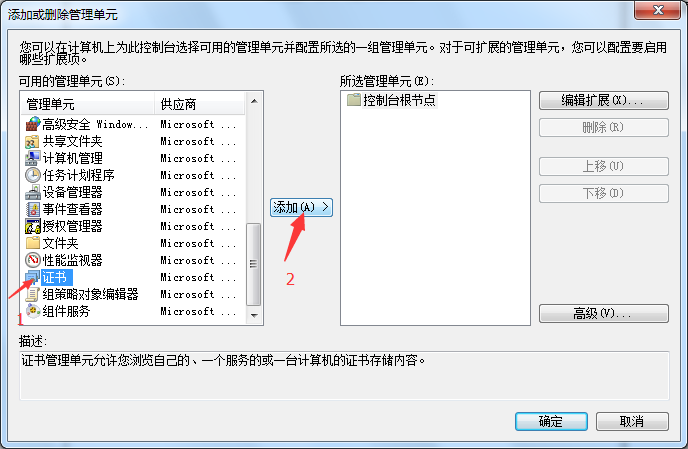 添加或删除管理单元
您可以在计算机上为此控制台选择可用的管理单元并配置所选的一组管理单元。对于可扩展的管理单元，您可以配置要启用
哪些扩展项。
可用的管理单元(S):
所选管理单元(E):
管理单元 供应商
高级安全 Window... Microsoft ...
共享文件夹 Microsoft ...
计算机管理 Microsoft ...
任务计划程序 Microsoft ...
设备管理器 Microsoft ...
事件查看器 Microsoft ...
授权管理器 Microsoft ...
文件夹 Microsoft ...
性能监视器 Microsoft ...
证书 Microsoft ...
组策略对象编辑器 Microsoft ...
组件服务 Microsoft ...
1
添加(A) >
2
控制台根节点
编辑扩展(X)...
删除(R)
上移(U)
下移(D)
高级(V)...
描述:
证书管理单元允许您浏览自己的、一个服务的或一台计算机的证书存储内容。
确定
取消